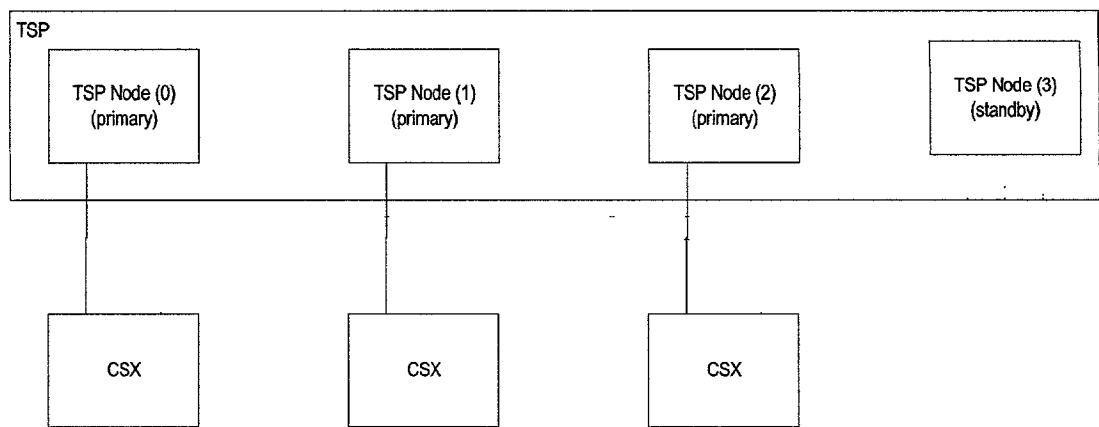 TSP
TSP Node (0)
(primary)
TSP Node (1)
(primary)
TSP Node (2)
(primary)
TSP Node (3)
(standby)
CSX
CSX
CSX